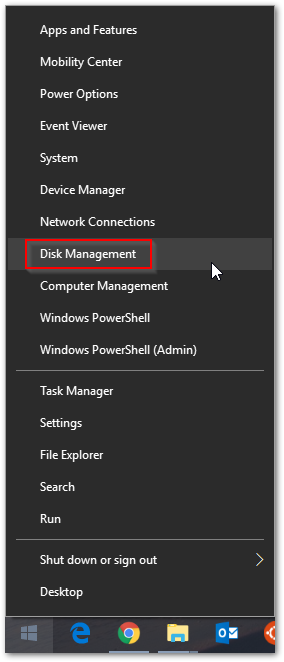 Apps and Features
Mobility Center
Power Options
Event Viewer
System
Device Manager
Network Connections
Disk Management
Computer Management
Windows PowerShell
Windows PowerShell (Admin)
Task Manager
Settings
File Explorer
Search
Run
Shut down or sign out
Desktop